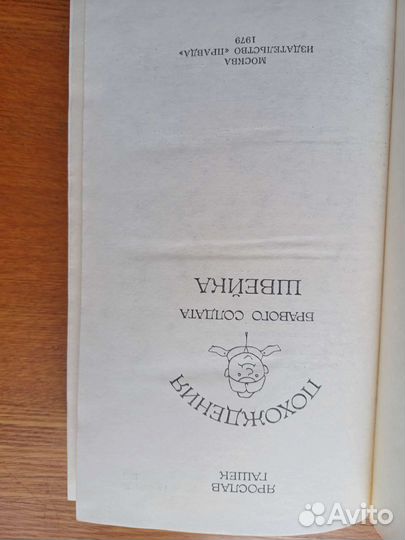 ЯРОСЛАВ
ГАШЕК
ПОХОЖДЕНИЯ
БРАВОГО СОЛДАТА
ШВЕЙКА
МОСКВА
ИЗДАТЕЛЬСТВО «ПРАВДА»
1979
Avito